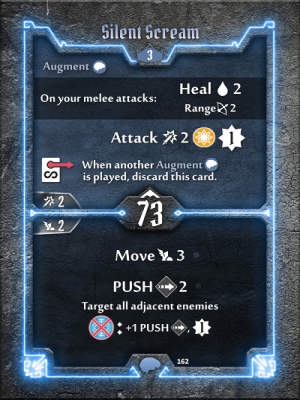 Silent Scream
3
Augment
On your melee attacks: Heal 2
Range 2
Attack 2 1
When another Augment
is played, discard this card.
2
73
2
Move 3
PUSH 2
Target all adjacent enemies
: +1 PUSH , 1
162